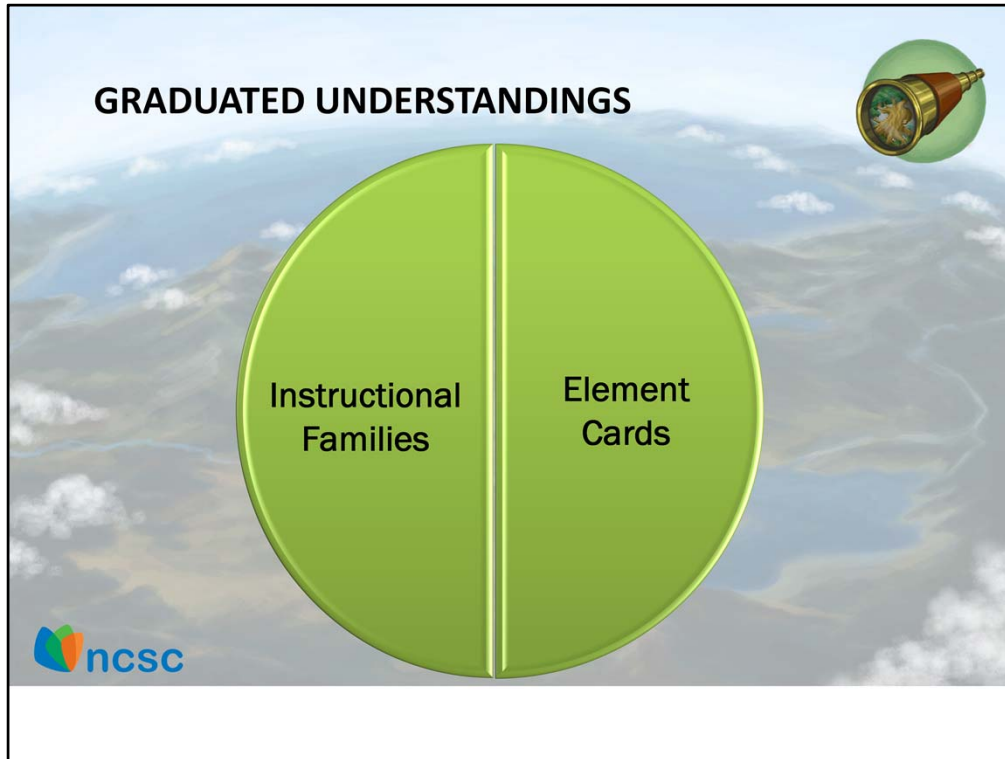 GRADUATED UNDERSTANDINGS
Instructional
Families
Element
Cards
ncsc